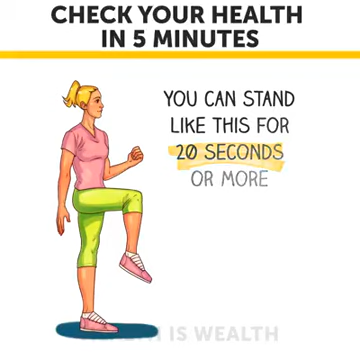 CHECK YOUR HEALTH
IN 5 MINUTES
YOU CAN STAND
LIKE THIS FOR
20 SECONDS
OR MORE
IS WEALTH